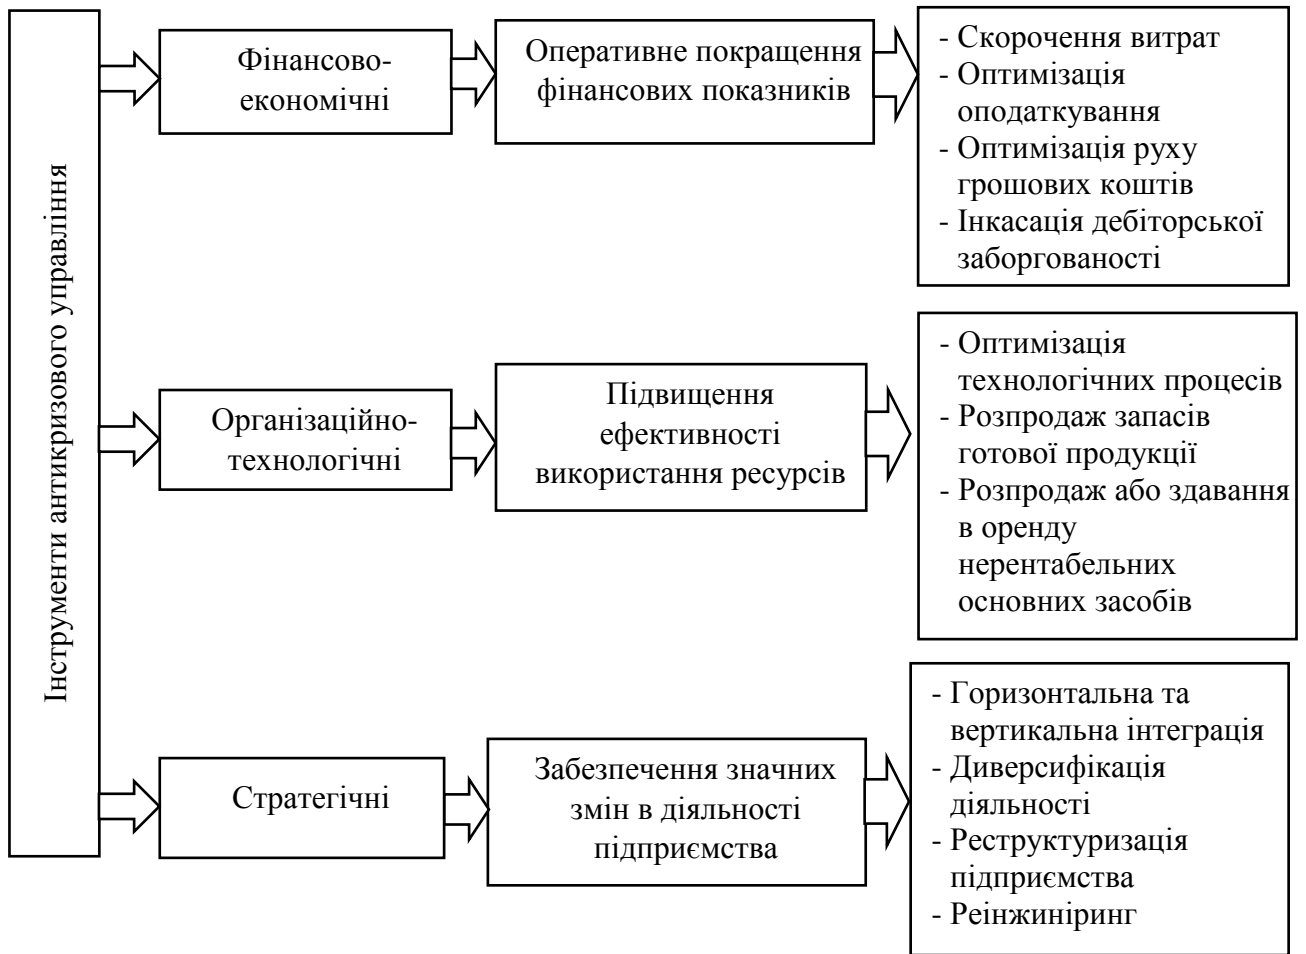 Інструменти антикризового управління
Фінансово-
економічні
Оперативне покращення
фінансових показників
- Скорочення витрат
- Оптимізація
оподаткування
- Оптимізація руху
грошових коштів
- Інкасація дебіторської
заборгованості
Організаційно-
технологічні
Підвищення
ефективності
використання ресурсів
- Оптимізація
технологічних процесів
- Розпродаж запасів
готової продукції
- Розпродаж або здавання
в оренду
нерентабельних
основних засобів
Стратегічні
Забезпечення значних
змін в діяльності
підприємства
- Горизонтальна та
вертикальна інтеграція
- Диверсифікація
діяльності
- Реструктуризація
підприємства
- Реінжиніринг